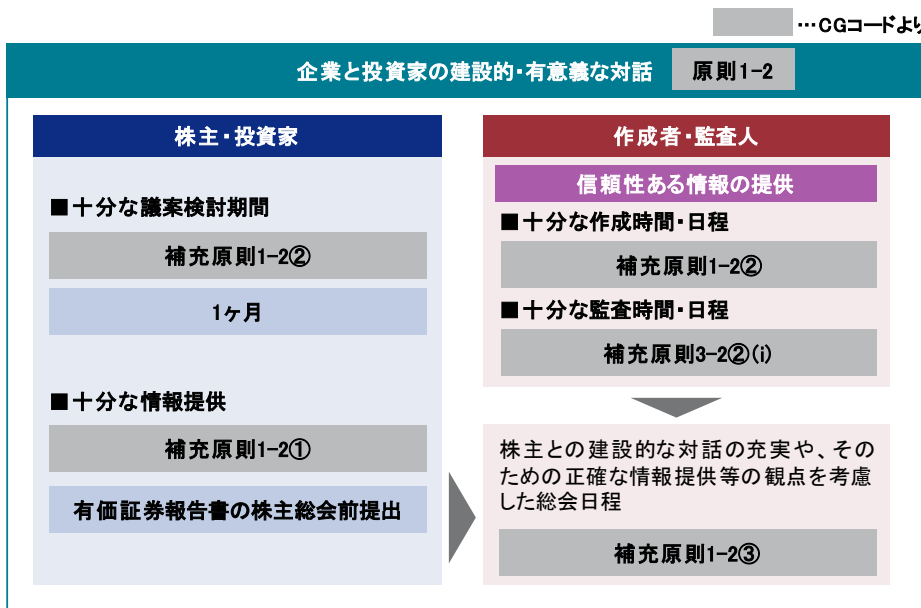 …CGコードより
企業と投資家の建設的・有意義な対話 原則1-2
株主・投資家
■十分な議案検討期間
補充原則1-2②
1ヶ月
■十分な情報提供
補充原則1-2①
有価証券報告書の株主総会前提出
作成者・監査人
信頼性ある情報の提供
■十分な作成時間・日程
補充原則1-2②
■十分な監査時間・日程
補充原則3-2②(i)
株主との建設的な対話の充実や、その
ための正確な情報提供等の観点を考慮
した総会日程
補充原則1-2③